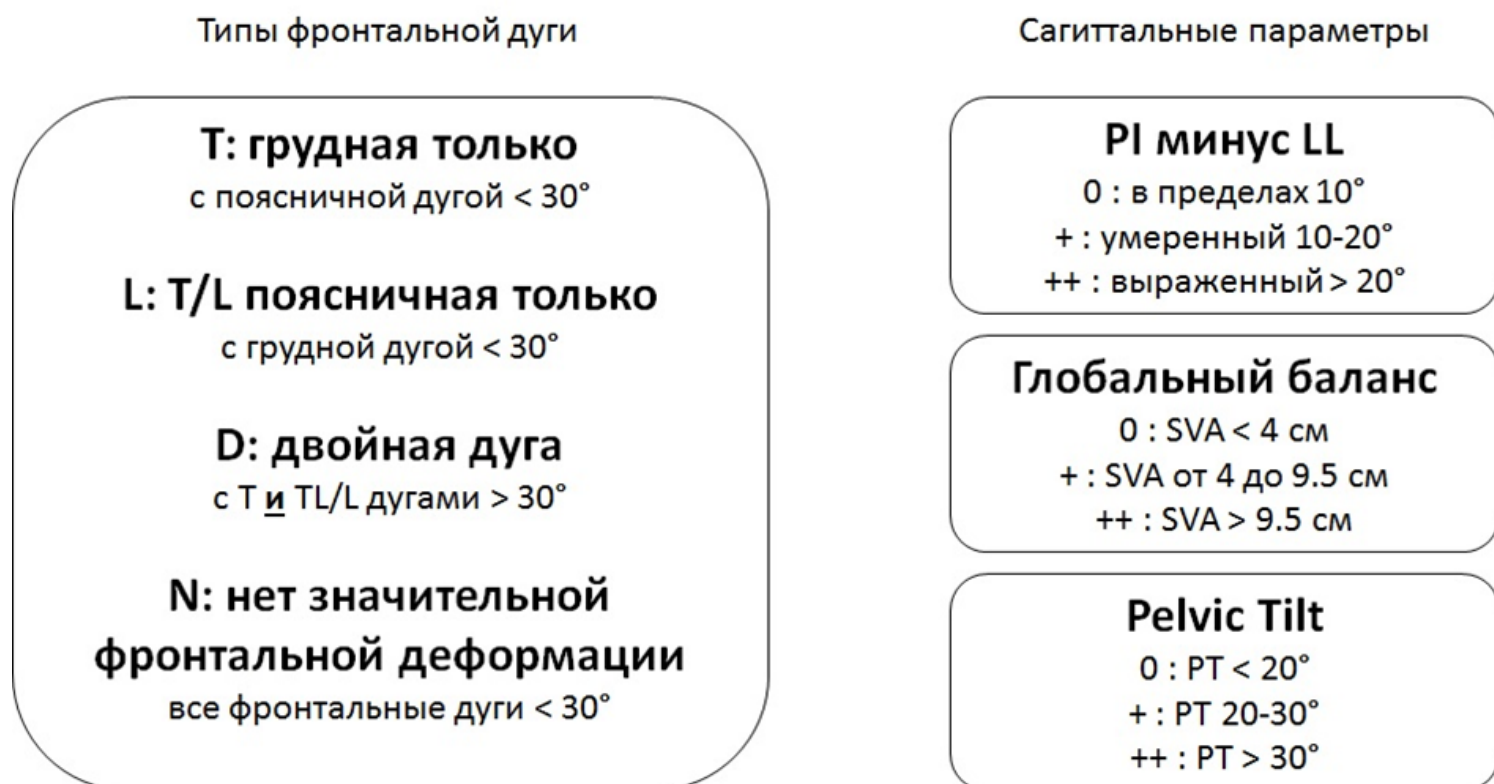 Типы фронтальной дуги
Т: грудная только
с поясничной дугой < 30°
L: T/L поясничная только
с грудной дугой < 30°
D: двойная дуга
с Т и TL/L дугами > 30°
N: нет значительной
фронтальной деформации
все фронтальные дуги < 30°
Сагиттальные параметры
PI минус LL
0 : в пределах 10°
+ : умеренный 10-20°
++ : выраженный > 20°
Глобальный баланс
0 : SVA < 4 см
+ : SVA от 4 до 9.5 см
++ : SVA > 9.5 см
Pelvic Tilt
0 : PT < 20°
+ : PT 20-30°
++ : PT > 30°